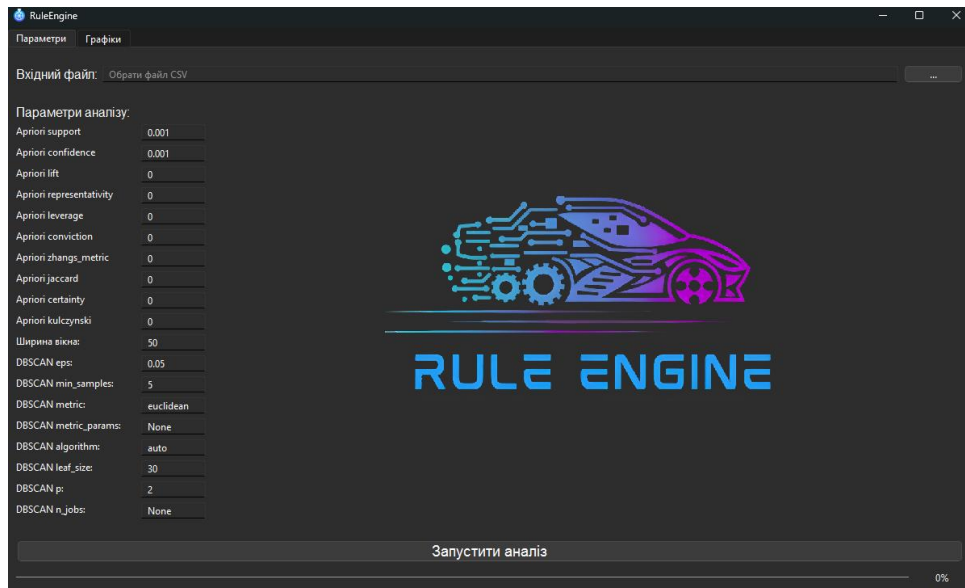 RuleEngine
Параметри Графіки
Вхідний файл: Обрати файл CSV ...
Параметри аналізу:
Apriori support 0.001
Apriori confidence 0.001
Apriori lift 0
Apriori representativity 0
Apriori leverage 0
Apriori conviction 0
Apriori zhangs_metric 0
Apriori jaccard 0
Apriori certainty 0
Apriori kulczynski 0
Ширина вікна: 50
DBSCAN eps: 0.05
DBSCAN min_samples: 5
DBSCAN metric: euclidean
DBSCAN metric_params: None
DBSCAN algorithm: auto
DBSCAN leaf_size: 30
DBSCAN p: 2
DBSCAN n_jobs: None
RULE ENGINE
Запустити аналіз
0%